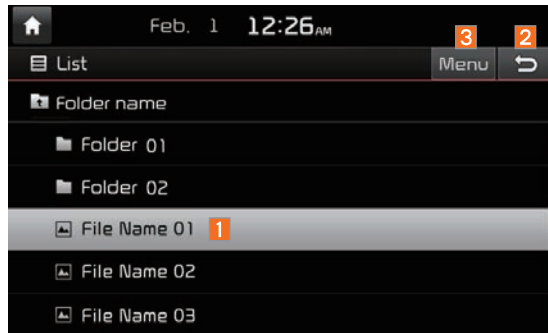 Feb. 1 12:26AM
3 2
List Menu
Folder name
Folder 01
Folder 02
File Name 01 1
File Name 02
File Name 03